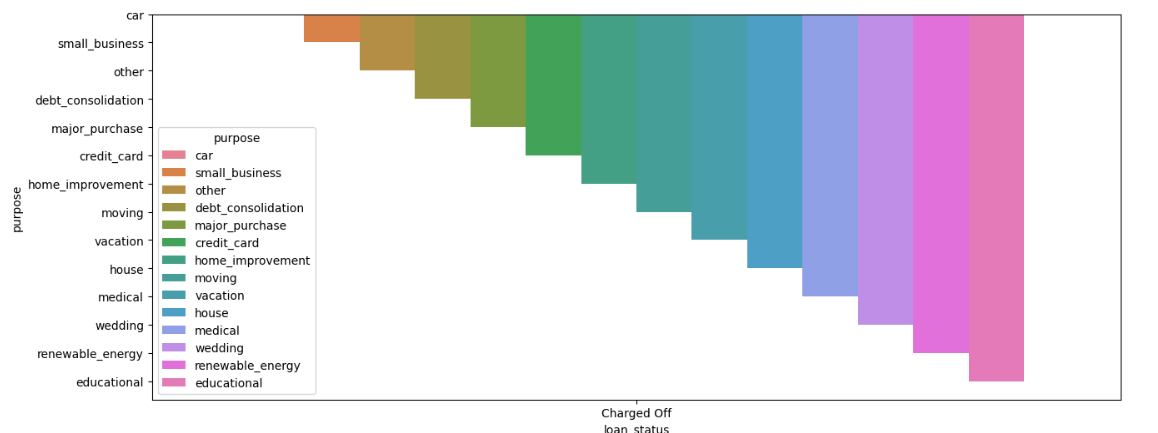 car
small_business
other
debt_consolidation
major_purchase
credit_card
home_improvement
moving
vacation
house
medical
wedding
renewable_energy
educational
purpose
purpose
car
small_business
other
debt_consolidation
major_purchase
credit_card
home_improvement
moving
vacation
house
medical
wedding
renewable_energy
educational
Charged Off
loan_status